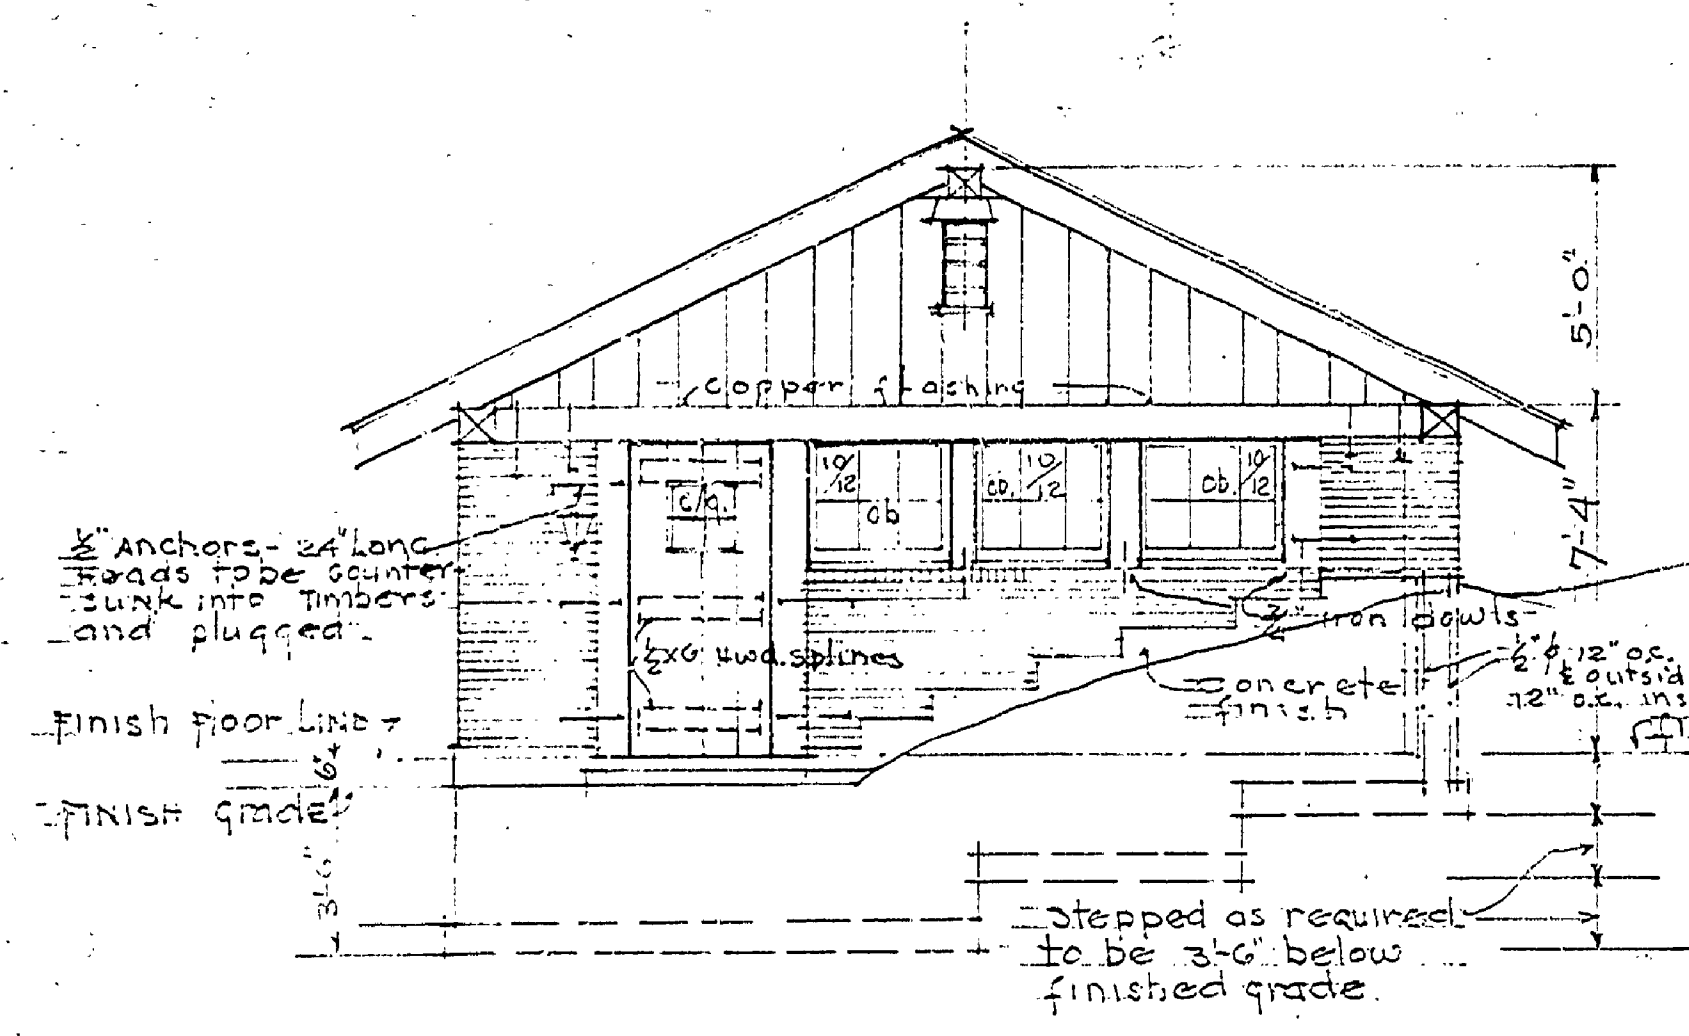 5'-0"
copper flashing
10/12
cb
cb. 10/12
cb. 10/12
c/g.
7'-4"
½" Anchors - 24" Long.
Heads to be counter-
sunk into Timbers
and plugged
" iron dowls
½" ϕ-12" o.c.
outsid
12" o.c. ins
½x6 Hwd. splines
concrete
finish
Finish Floor Line
6"
FINISH grade
3'-6"
Stepped as required
to be 3'-6" below
finished grade.